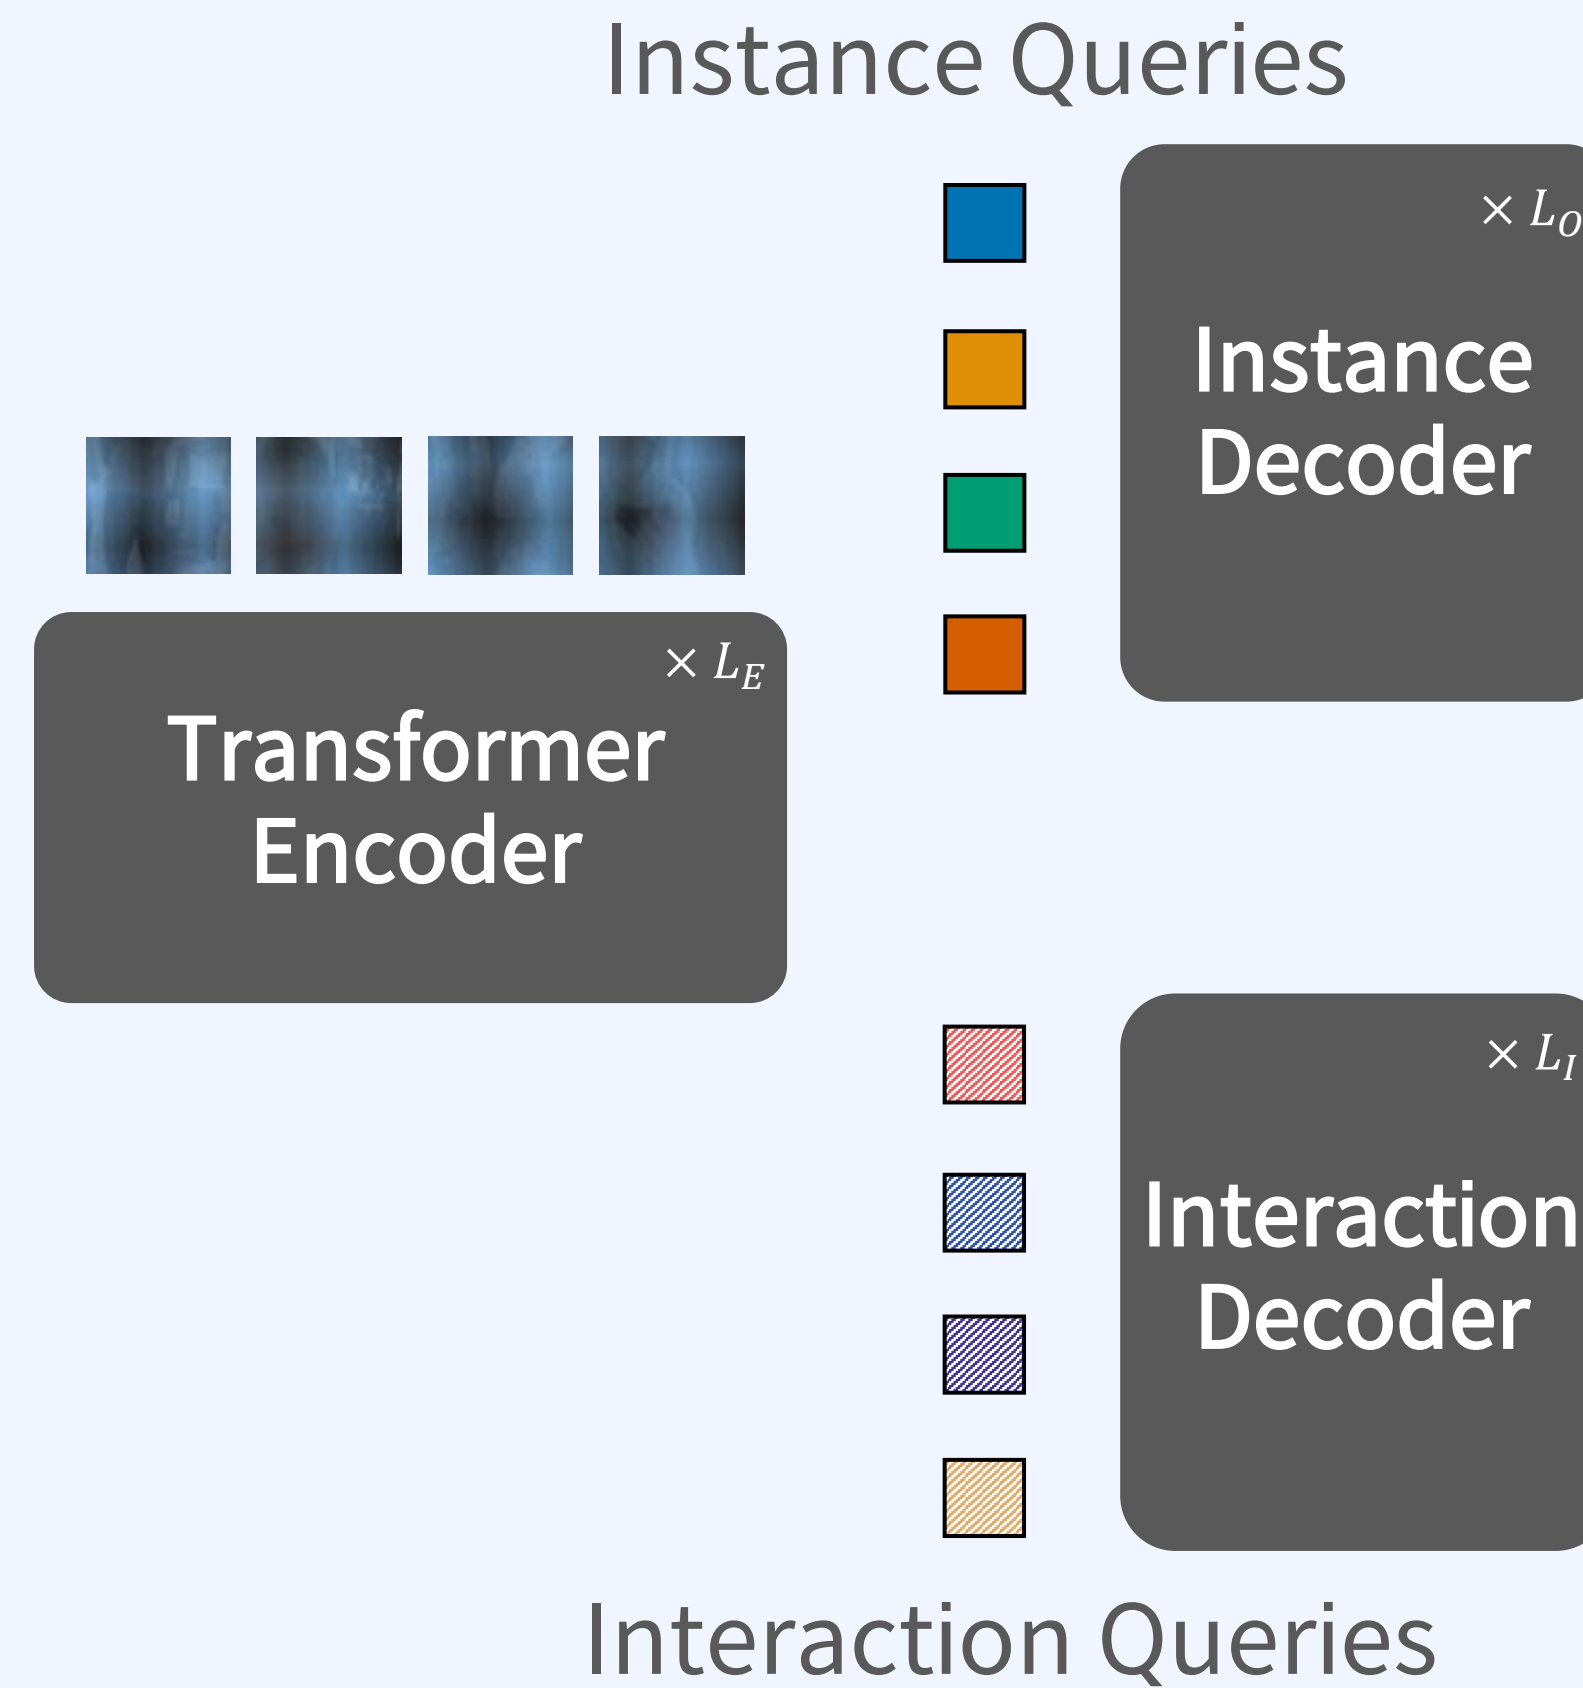 Instance Queries
× L_O
Instance
Decoder
× L_E
Transformer
Encoder
× L_I
Interaction
Decoder
Interaction Queries